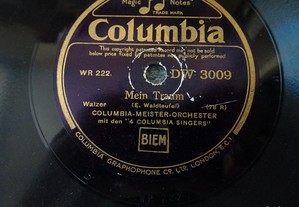 Magic Notes
TRADE MARK
Columbia
This copyright patented record may not be sold
below price fixed by patentee nor publicly performed
WR 222. DW 3009
Mein Traum
Walzer (E. Waldteufel)
COLUMBIA-MEISTER-ORCHESTER
mit den "4 COLUMBIA SINGERS"
BIEM
COLUMBIA GRAPHOPHONE CO. LTD. LONDON, E.C.1